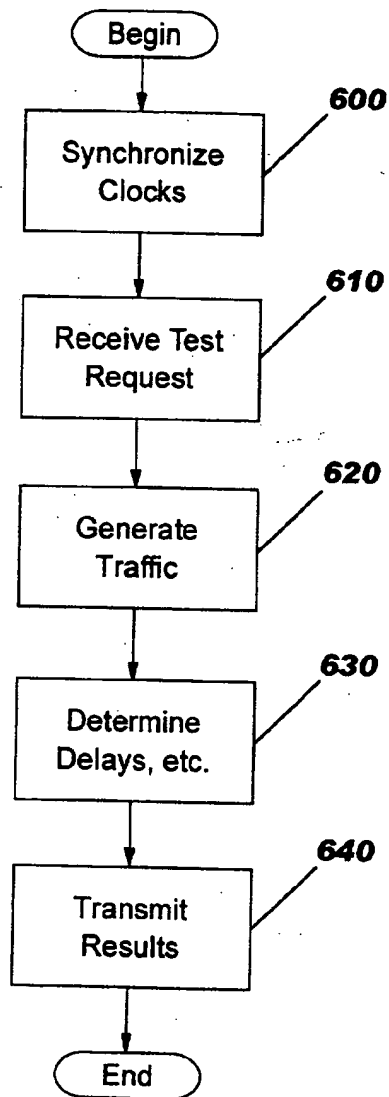 Begin
600
Synchronize
Clocks
610
Receive Test
Request
620
Generate
Traffic
630
Determine
Delays, etc.
640
Transmit
Results
End